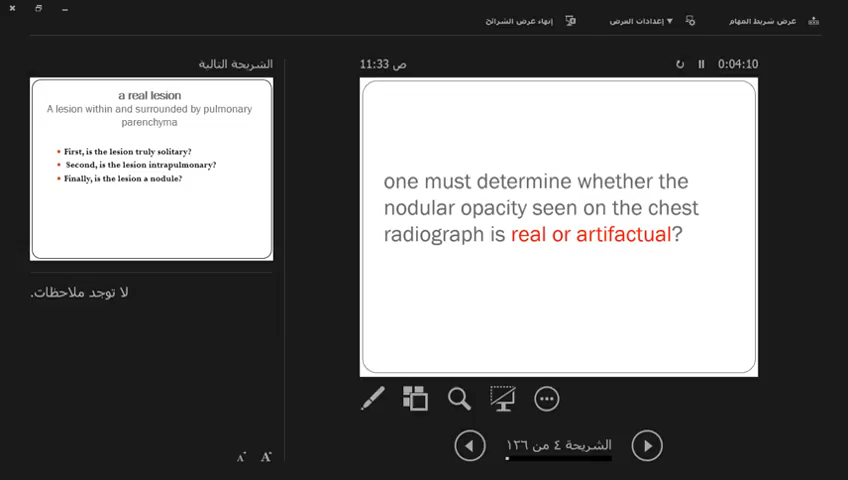 عرض شريط المهام
إعدادات العرض ▼
إنهاء عرض الشرائح
الشريحة التالية
a real lesion
A lesion within and surrounded by pulmonary
parenchyma
• First, is the lesion truly solitary?
• Second, is the lesion intrapulmonary?
• Finally, is the lesion a nodule?
لا توجد ملاحظات.
11:33 ص
0:04:10
one must determine whether the
nodular opacity seen on the chest
radiograph is real or artifactual?
الشريحة ٤ من ١٣٦
A A